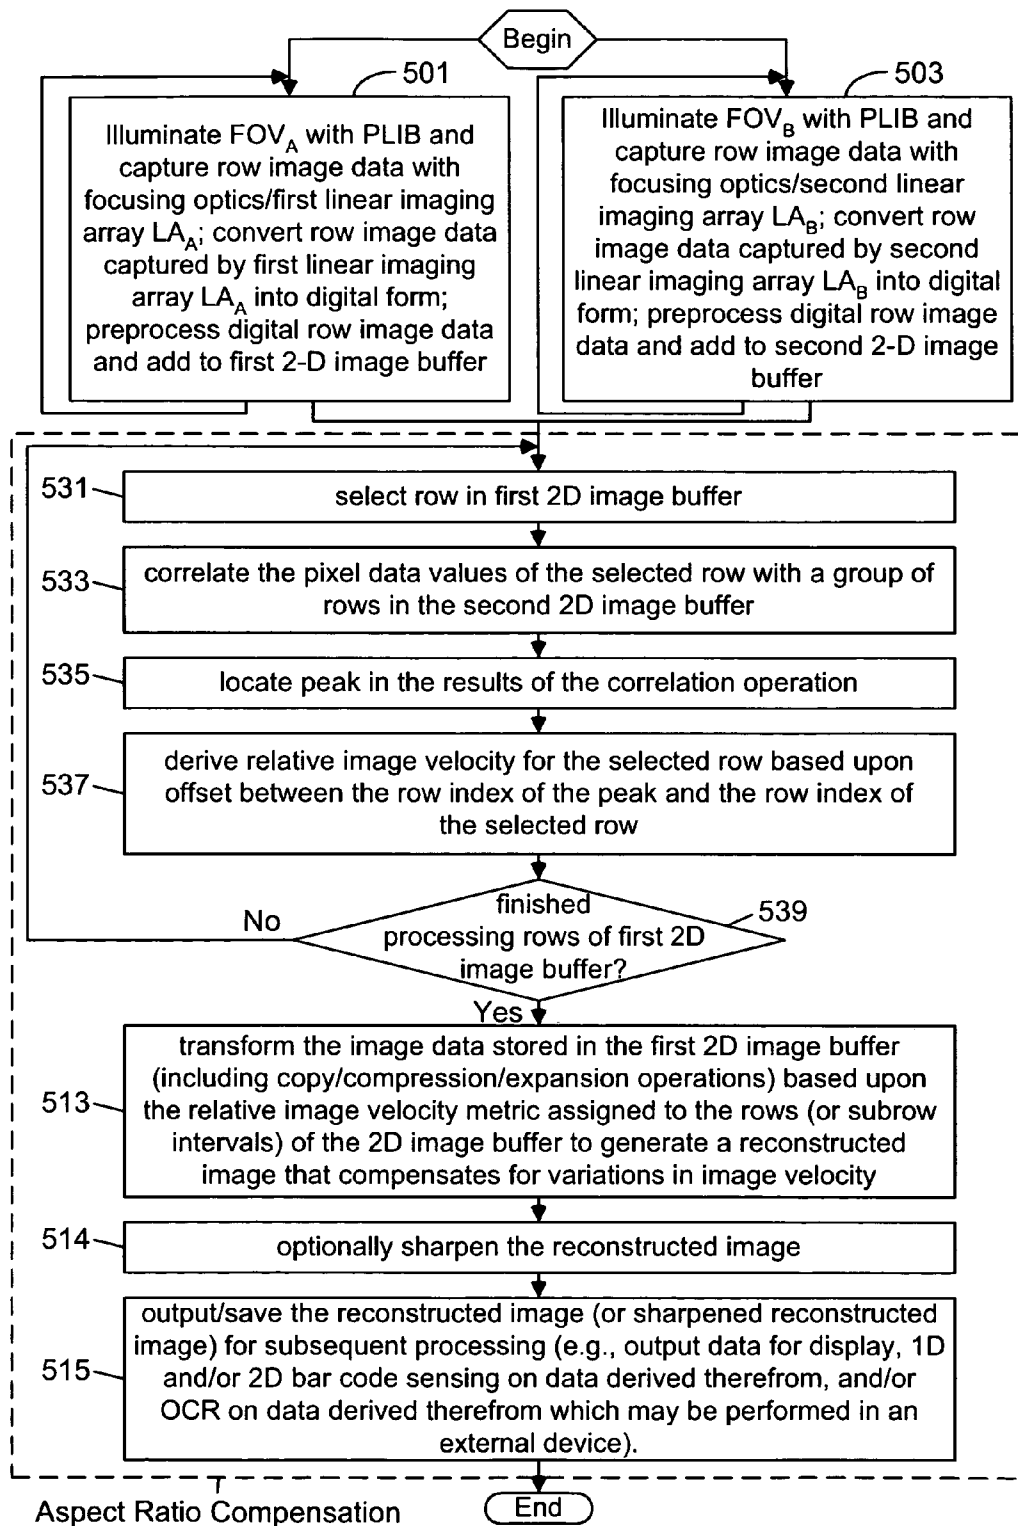 Begin
501
Illuminate FOV_A with PLIB and
capture row image data with
focusing optics/first linear imaging
array LA_A; convert row image data
captured by first linear imaging
array LA_A into digital form;
preprocess digital row image data
and add to first 2-D image buffer
503
Illuminate FOV_B with PLIB and
capture row image data with
focusing optics/second linear
imaging array LA_B; convert row
image data captured by second
linear imaging array LA_B into digital
form; preprocess digital row image
data and add to second 2-D image
buffer
531
select row in first 2D image buffer
533
correlate the pixel data values of the selected row with a group of
rows in the second 2D image buffer
535
locate peak in the results of the correlation operation
537
derive relative image velocity for the selected row based upon
offset between the row index of the peak and the row index of
the selected row
539
finished
processing rows of first 2D
image buffer?
No
Yes
513
transform the image data stored in the first 2D image buffer
(including copy/compression/expansion operations) based upon
the relative image velocity metric assigned to the rows (or subrow
intervals) of the 2D image buffer to generate a reconstructed
image that compensates for variations in image velocity
514
optionally sharpen the reconstructed image
515
output/save the reconstructed image (or sharpened reconstructed
image) for subsequent processing (e.g., output data for display, 1D
and/or 2D bar code sensing on data derived therefrom, and/or
OCR on data derived therefrom which may be performed in an
external device).
Aspect Ratio Compensation
End